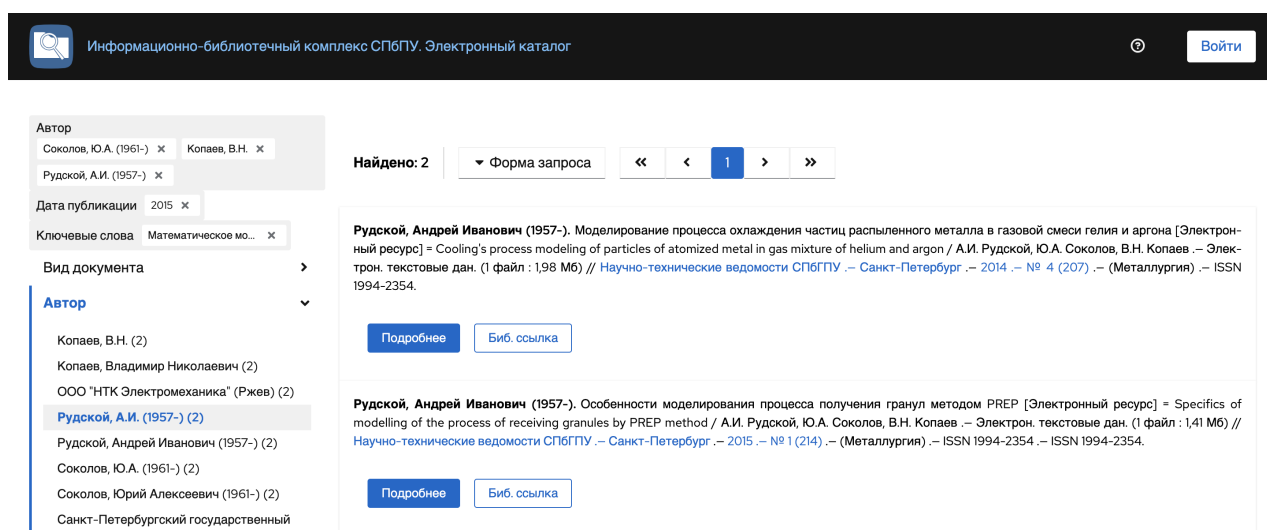 Информационно-библиотечный комплекс СПбПУ. Электронный каталог
Войти
Автор
Соколов, Ю.А. (1961-) ×
Копаев, В.Н. ×
Рудской, А.И. (1957-) ×
Дата публикации 2015 ×
Ключевые слова Математическое мо... ×
Вид документа
Автор
Копаев, В.Н. (2)
Копаев, Владимир Николаевич (2)
ООО "НТК Электромеханика" (Ржев) (2)
Рудской, А.И. (1957-) (2)
Рудской, Андрей Иванович (1957-) (2)
Соколов, Ю.А. (1961-) (2)
Соколов, Юрий Алексеевич (1961-) (2)
Санкт-Петербургский государственный
Найдено: 2
Форма запроса
« ‹ 1 › »
Рудской, Андрей Иванович (1957-). Моделирование процесса охлаждения частиц распыленного металла в газовой смеси гелия и аргона [Электрон-
ный ресурс] = Cooling's process modeling of particles of atomized metal in gas mixture of helium and argon / А.И. Рудской, Ю.А. Соколов, В.Н. Копаев .— Элек-
трон. текстовые дан. (1 файл : 1,98 Мб) // Научно-технические ведомости СПбГПУ .— Санкт-Петербург .— 2014 .— № 4 (207) .— (Металлургия) .— ISSN
1994-2354.
Подробнее
Биб. ссылка
Рудской, Андрей Иванович (1957-). Особенности моделирования процесса получения гранул методом PREP [Электронный ресурс] = Specifics of
modelling of the process of receiving granules by PREP method / А.И. Рудской, Ю.А. Соколов, В.Н. Копаев .— Электрон. текстовые дан. (1 файл : 1,41 Мб) //
Научно-технические ведомости СПбГПУ .— Санкт-Петербург .— 2015 .— № 1 (214) .— (Металлургия) .— ISSN 1994-2354 .— ISSN 1994-2354.
Подробнее
Биб. ссылка